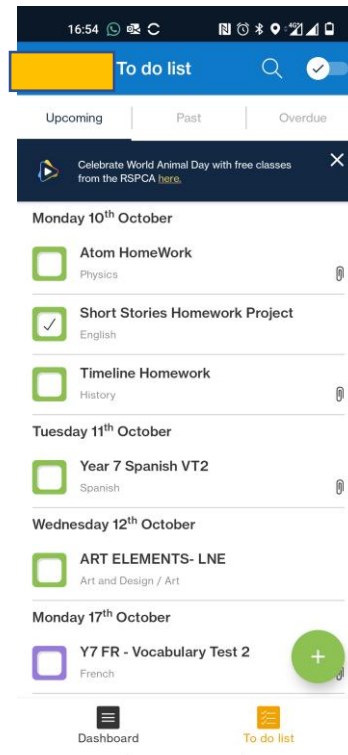 16:54
To do list
Upcoming Past Overdue
Celebrate World Animal Day with free classes
from the RSPCA here.
Monday 10th October
Atom HomeWork
Physics
Short Stories Homework Project
English
Timeline Homework
History
Tuesday 11th October
Year 7 Spanish VT2
Spanish
Wednesday 12th October
ART ELEMENTS- LNE
Art and Design / Art
Monday 17th October
Y7 FR - Vocabulary Test 2
French
Dashboard To do list